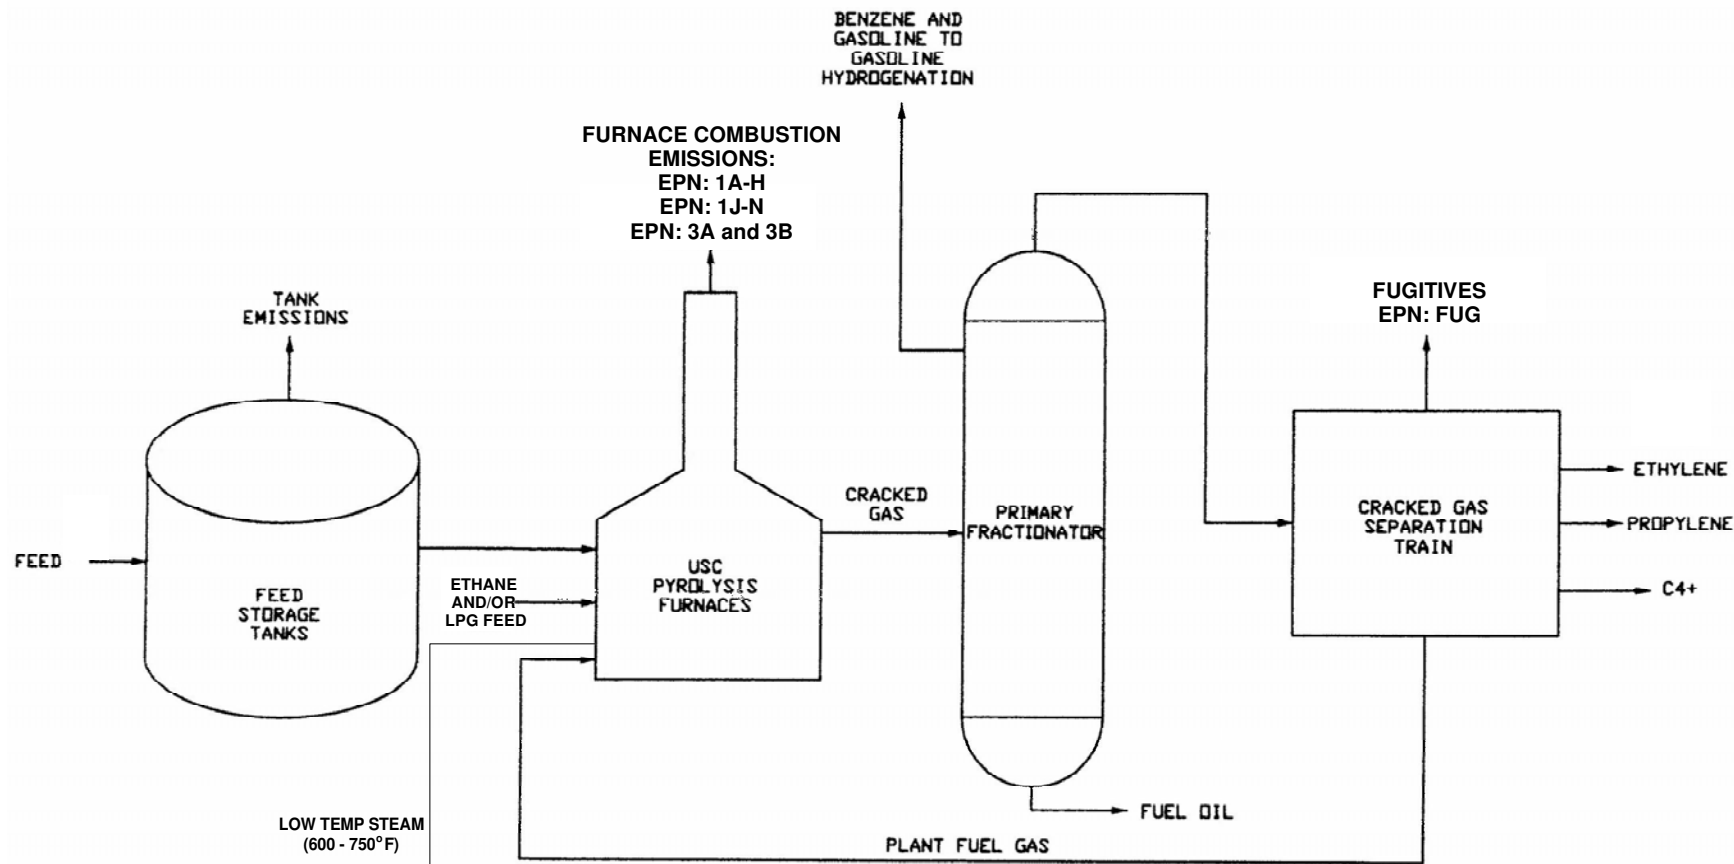 BENZENE AND
GASOLINE TO
GASOLINE
HYDROGENATION
FURNACE COMBUSTION
EMISSIONS:
EPN: 1A-H
EPN: 1J-N
EPN: 3A and 3B
TANK
EMISSIONS
FUGITIVES
EPN: FUG
FEED
FEED
STORAGE
TANKS
ETHANE
AND/OR
LPG FEED
USC
PYROLYSIS
FURNACES
CRACKED
GAS
PRIMARY
FRACTIONATOR
CRACKED GAS
SEPARATION
TRAIN
ETHYLENE
PROPYLENE
C4+
FUEL OIL
LOW TEMP STEAM
(600 - 750°F)
PLANT FUEL GAS